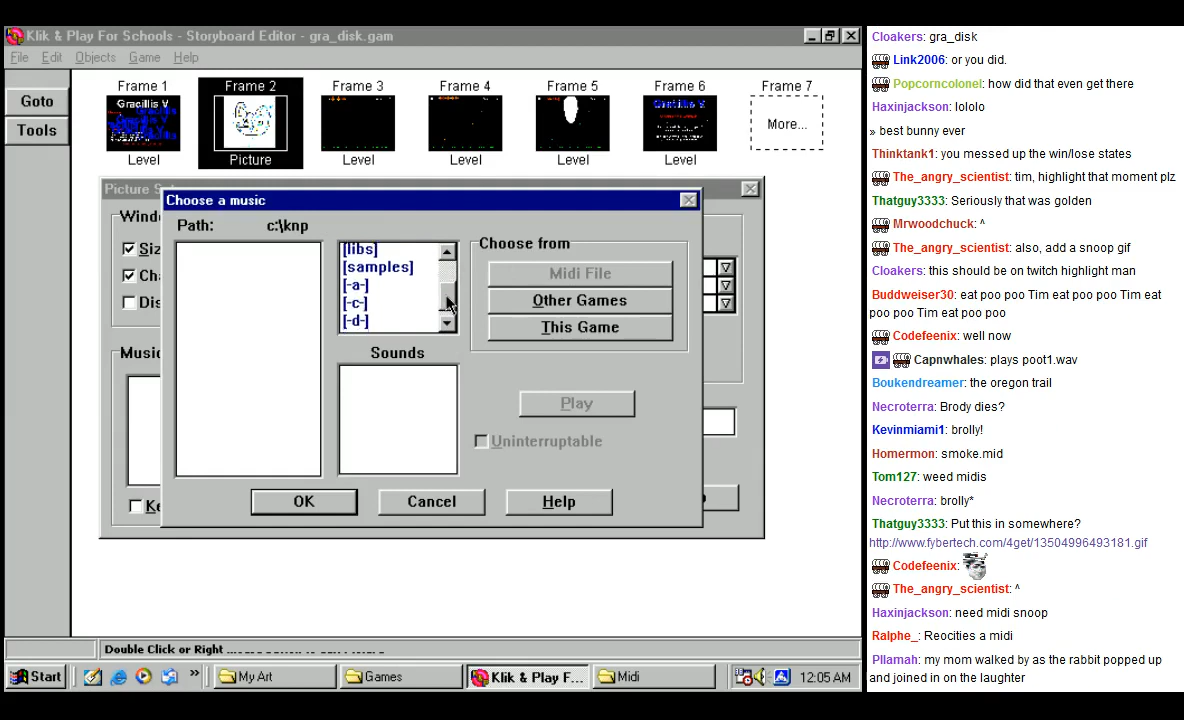 Klik & Play For Schools - Storyboard Editor - gra_disk.gam
File Edit Objects Game Help
Goto
Tools
Frame 1
Frame 2
Frame 3
Frame 4
Frame 5
Frame 6
Frame 7
Gracillis V
Gracillis V
More...
Level
Picture
Level
Level
Level
Level
Picture S
Choose a music
Path: c:\knp
[libs]
[samples]
[-a-]
[-c-]
[-d-]
Sounds
Choose from
Midi File
Other Games
This Game
Play
Uninterruptable
OK
Cancel
Help
Windo
Siz
Cha
Dis
Music
Ke
Double Click or Right
Start
»
My Art
Games
Klik & Play F...
Midi
12:05 AM
Cloakers: gra_disk
Link2006: or you did.
Popcorncolonel: how did that even get there
Haxinjackson: lololo
» best bunny ever
Thinktank1: you messed up the win/lose states
The_angry_scientist: tim, highlight that moment plz
Thatguy3333: Seriously that was golden
Mrwoodchuck: ^
The_angry_scientist: also, add a snoop gif
Cloakers: this should be on twitch highlight man
Buddweiser30: eat poo poo Tim eat poo poo Tim eat
poo poo Tim eat poo poo
Codefeenix: well now
Capnwhales: plays poot1.wav
Boukendreamer: the oregon trail
Necroterra: Brody dies?
Kevinmiami1: brolly!
Homermon: smoke.mid
Tom127: weed midis
Necroterra: brolly*
Thatguy3333: Put this in somewhere?
http://www.fybertech.com/4get/13504996493181.gif
Codefeenix:
The_angry_scientist: ^
Haxinjackson: need midi snoop
Ralphe_: Reocities a midi
Pllamah: my mom walked by as the rabbit popped up
and joined in on the laughter